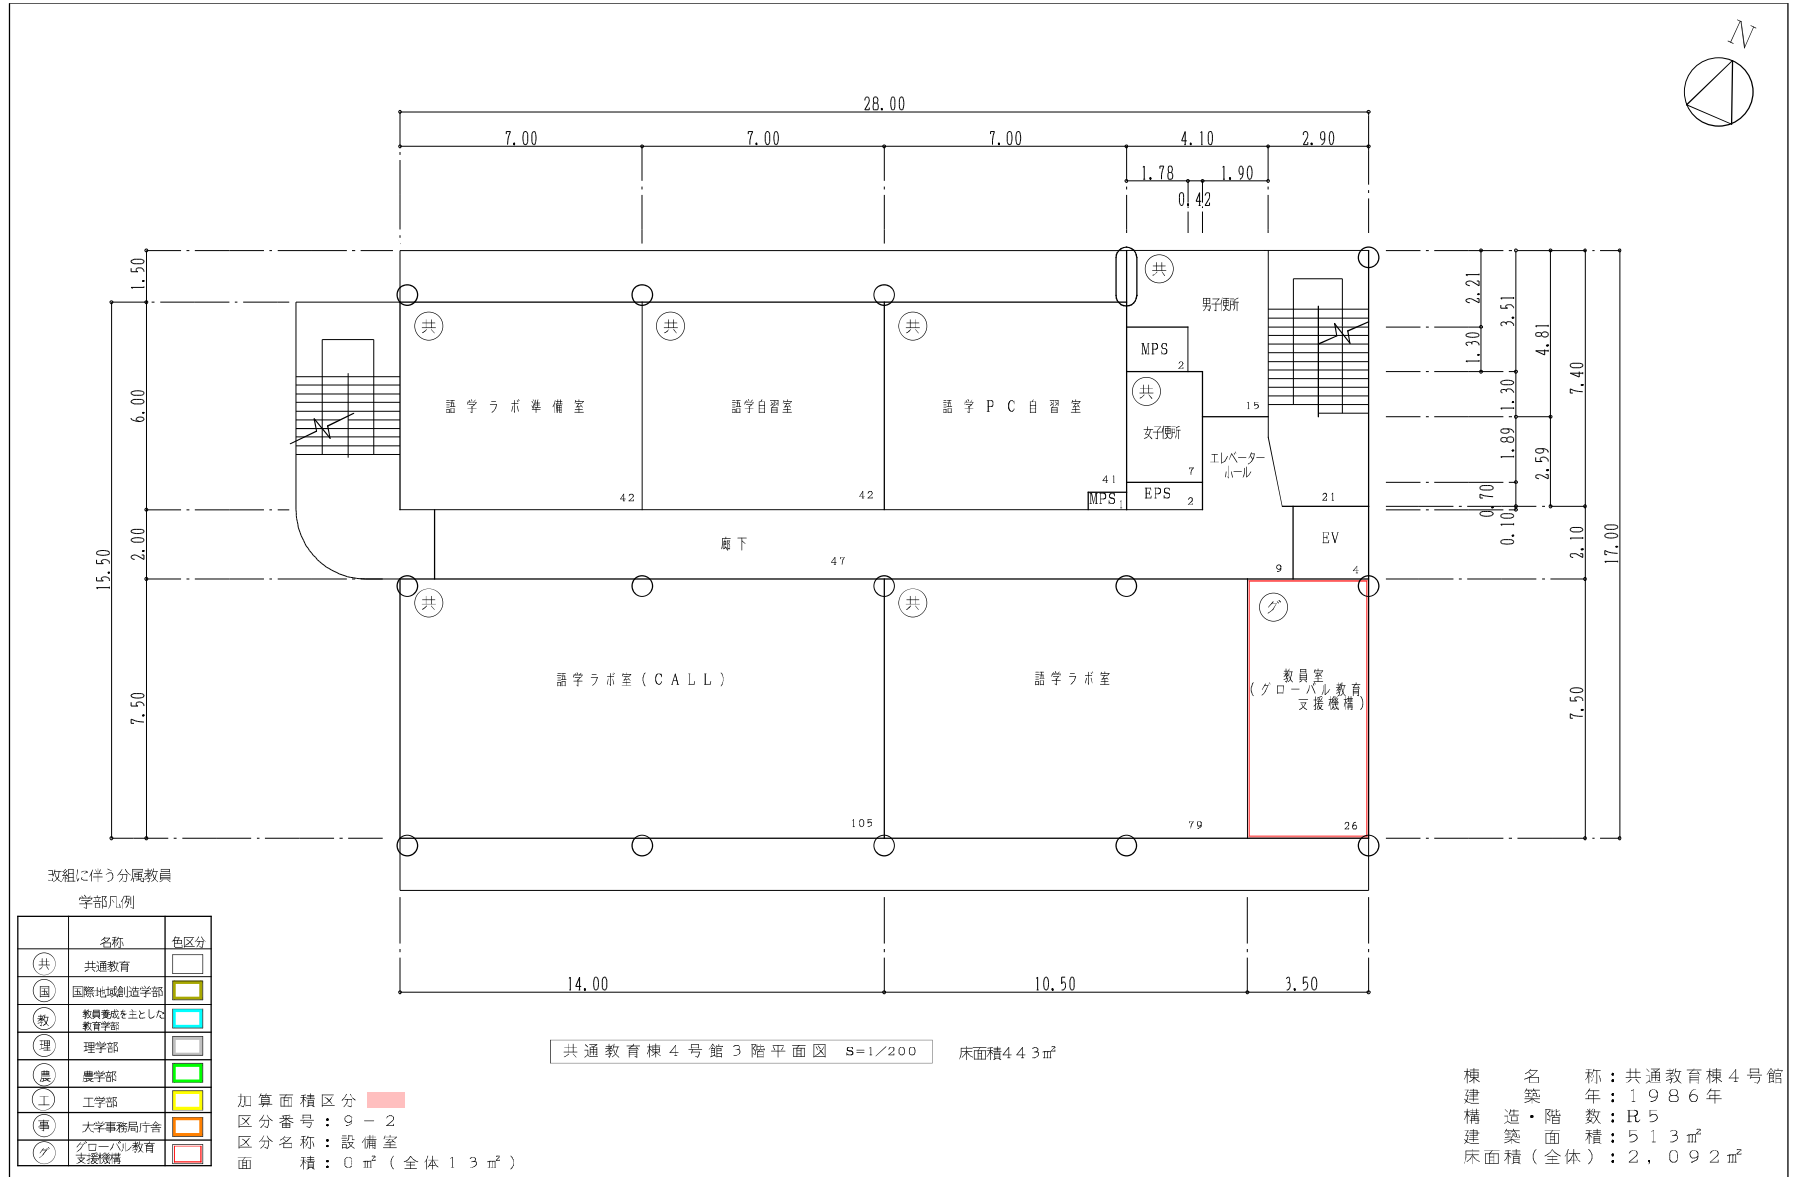 N
28.00
7.00
7.00
7.00
4.10
2.90
1.78
1.90
0.42
1.50
6.00
2.00
7.50
15.50
2.21
1.30
3.51
1.30
1.89
0.70
0.10
4.81
2.59
7.40
2.10
7.50
17.00
共
男子便所
15
MPS
2
共
女子便所
7
エレベーター
ホール
EPS
2
21
EV
4
9
共
語学ラボ準備室
42
共
語学自習室
42
共
語学PC自習室
41
MPS
廊下
47
共
語学ラボ室(CALL)
105
共
語学ラボ室
79
グ
教員室
(グローバル教育
支援機構)
26
14.00
10.50
3.50
共通教育棟4号館3階平面図 S=1/200
床面積443㎡
改組に伴う分属教員
学部凡例
名称 色区分
共 共通教育
国 国際地域創造学部
教 教員養成を主とした
教育学部
理 理学部
農 農学部
工 工学部
事 大学事務局庁舎
グ グローバル教育
支援機構
加算面積区分
区分番号:9-2
区分名称:設備室
面積:0㎡(全体13㎡)
棟名称:共通教育棟4号館
建築年:1986年
構造・階数:R5
建築面積:513㎡
床面積(全体):2,092㎡